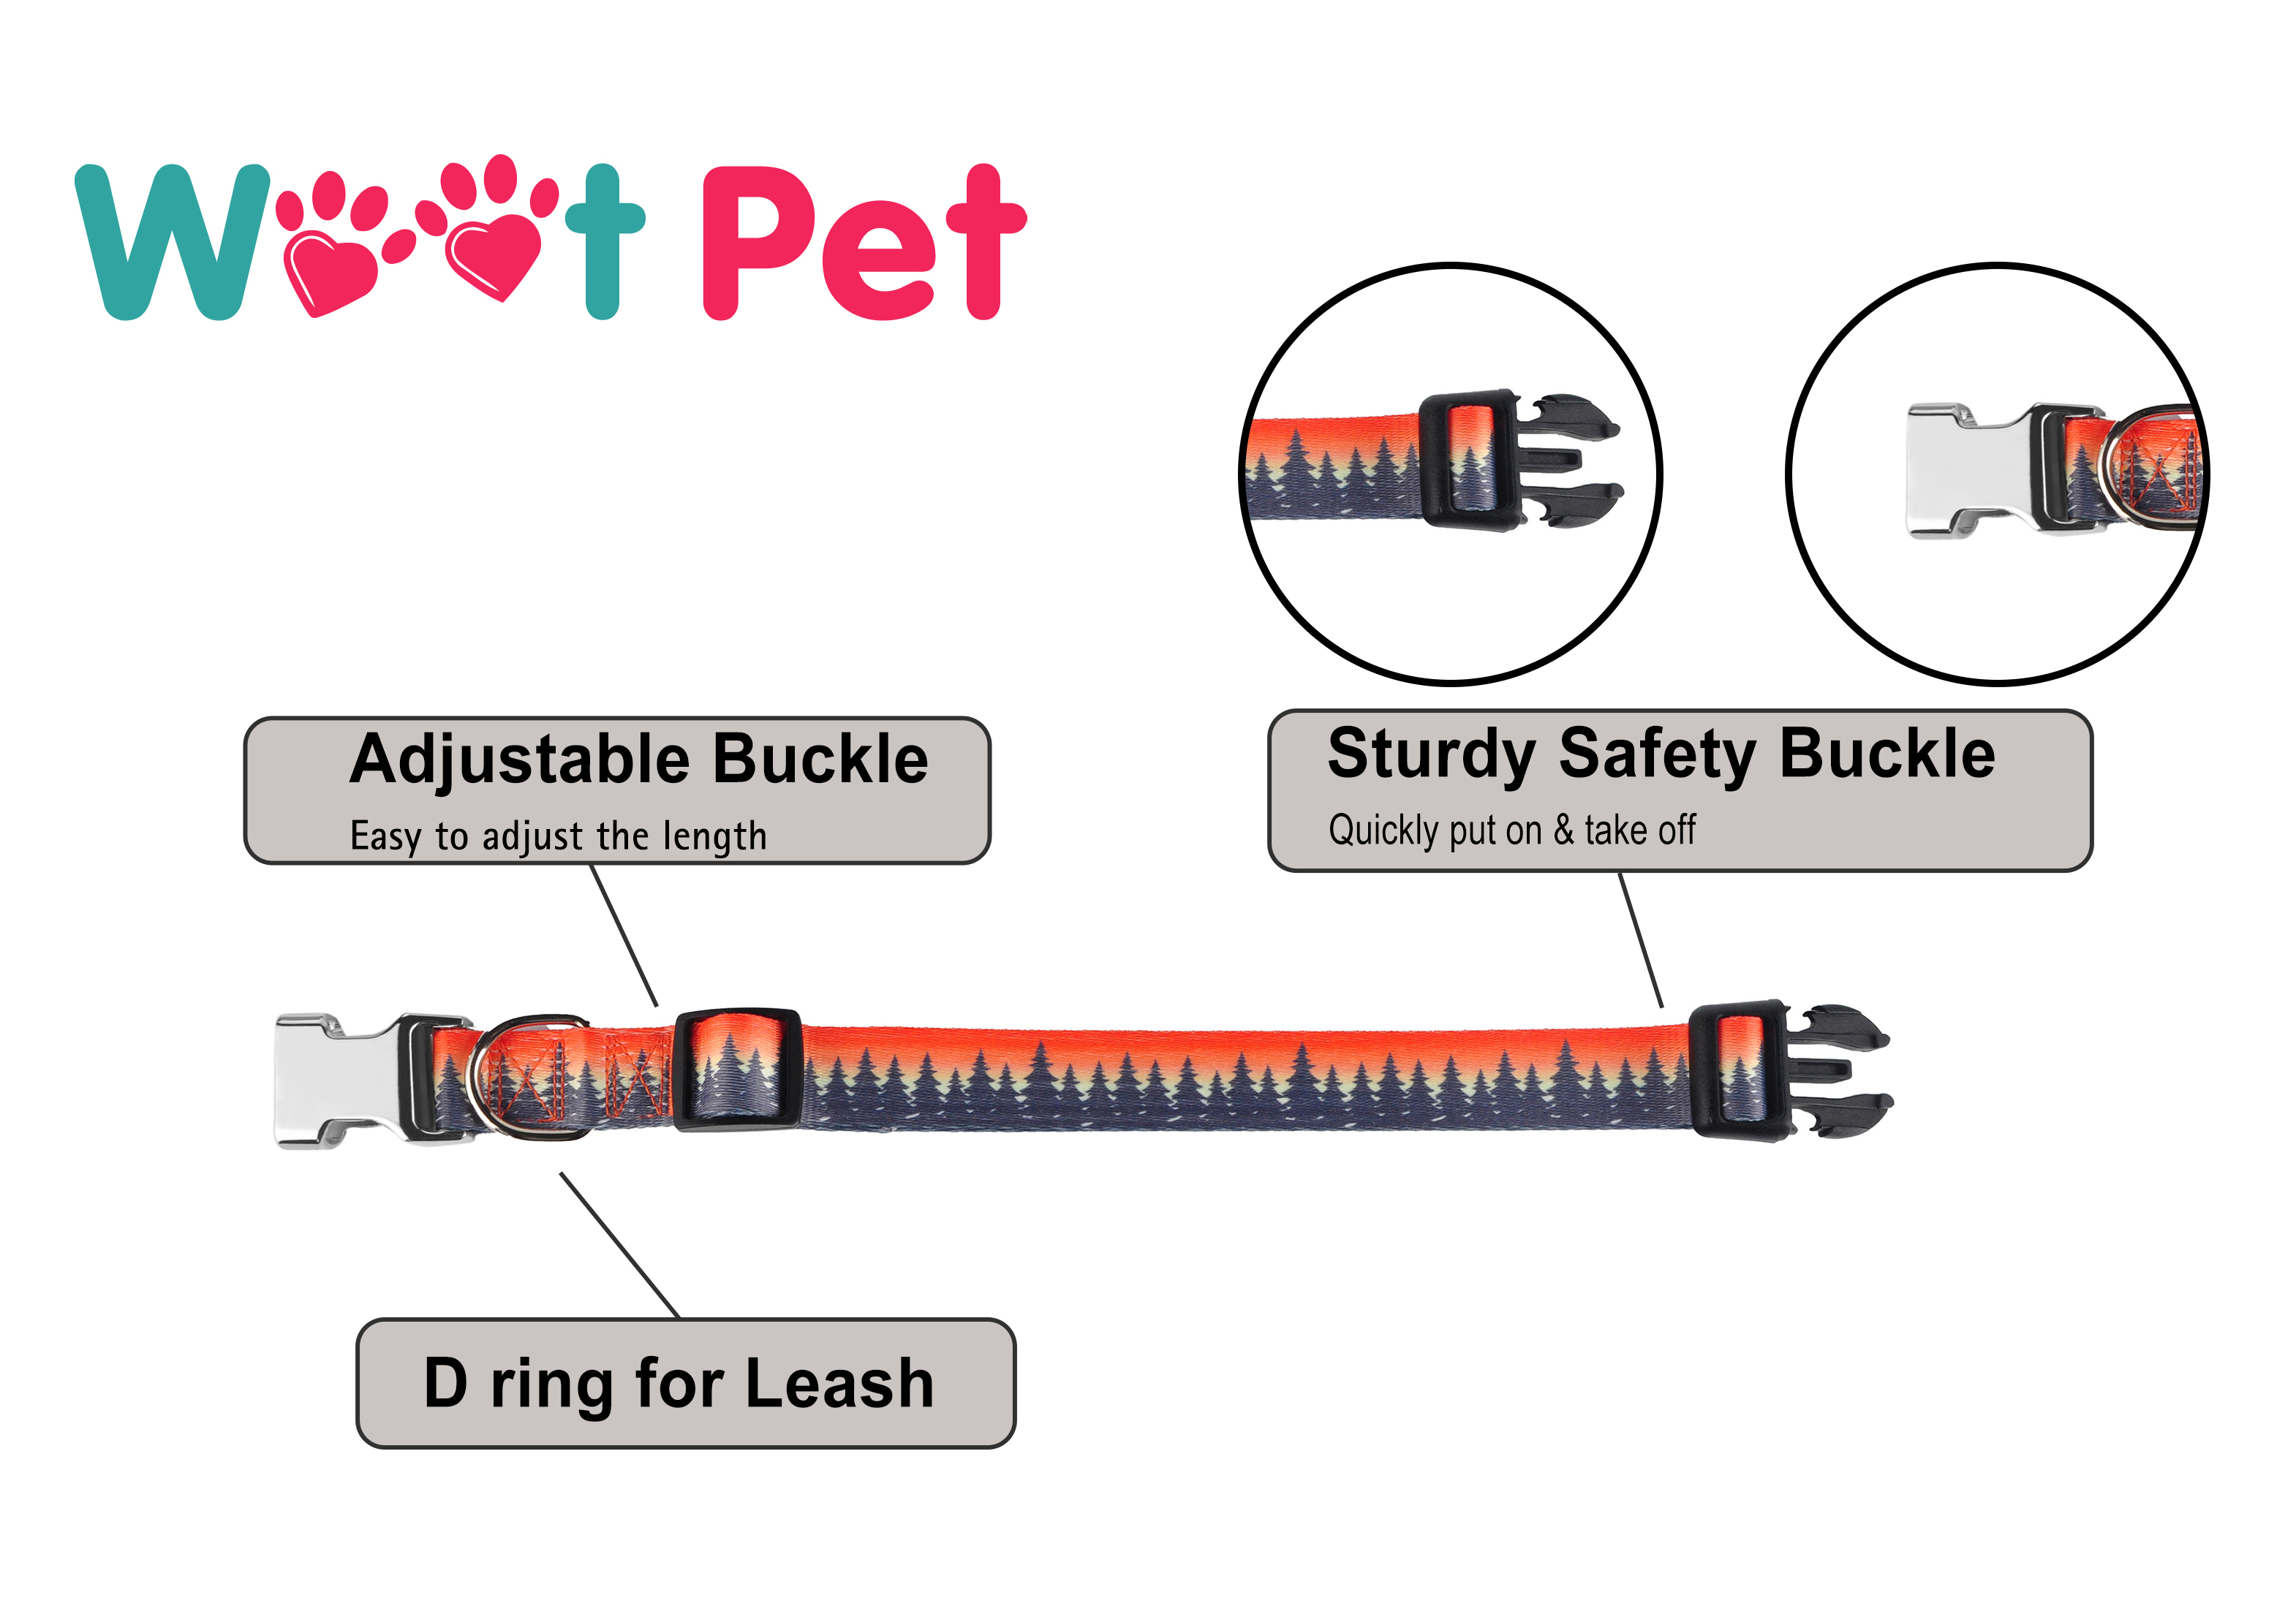 Woot Pet
Adjustable Buckle
Easy to adjust the length
Sturdy Safety Buckle
Quickly put on & take off
D ring for Leash